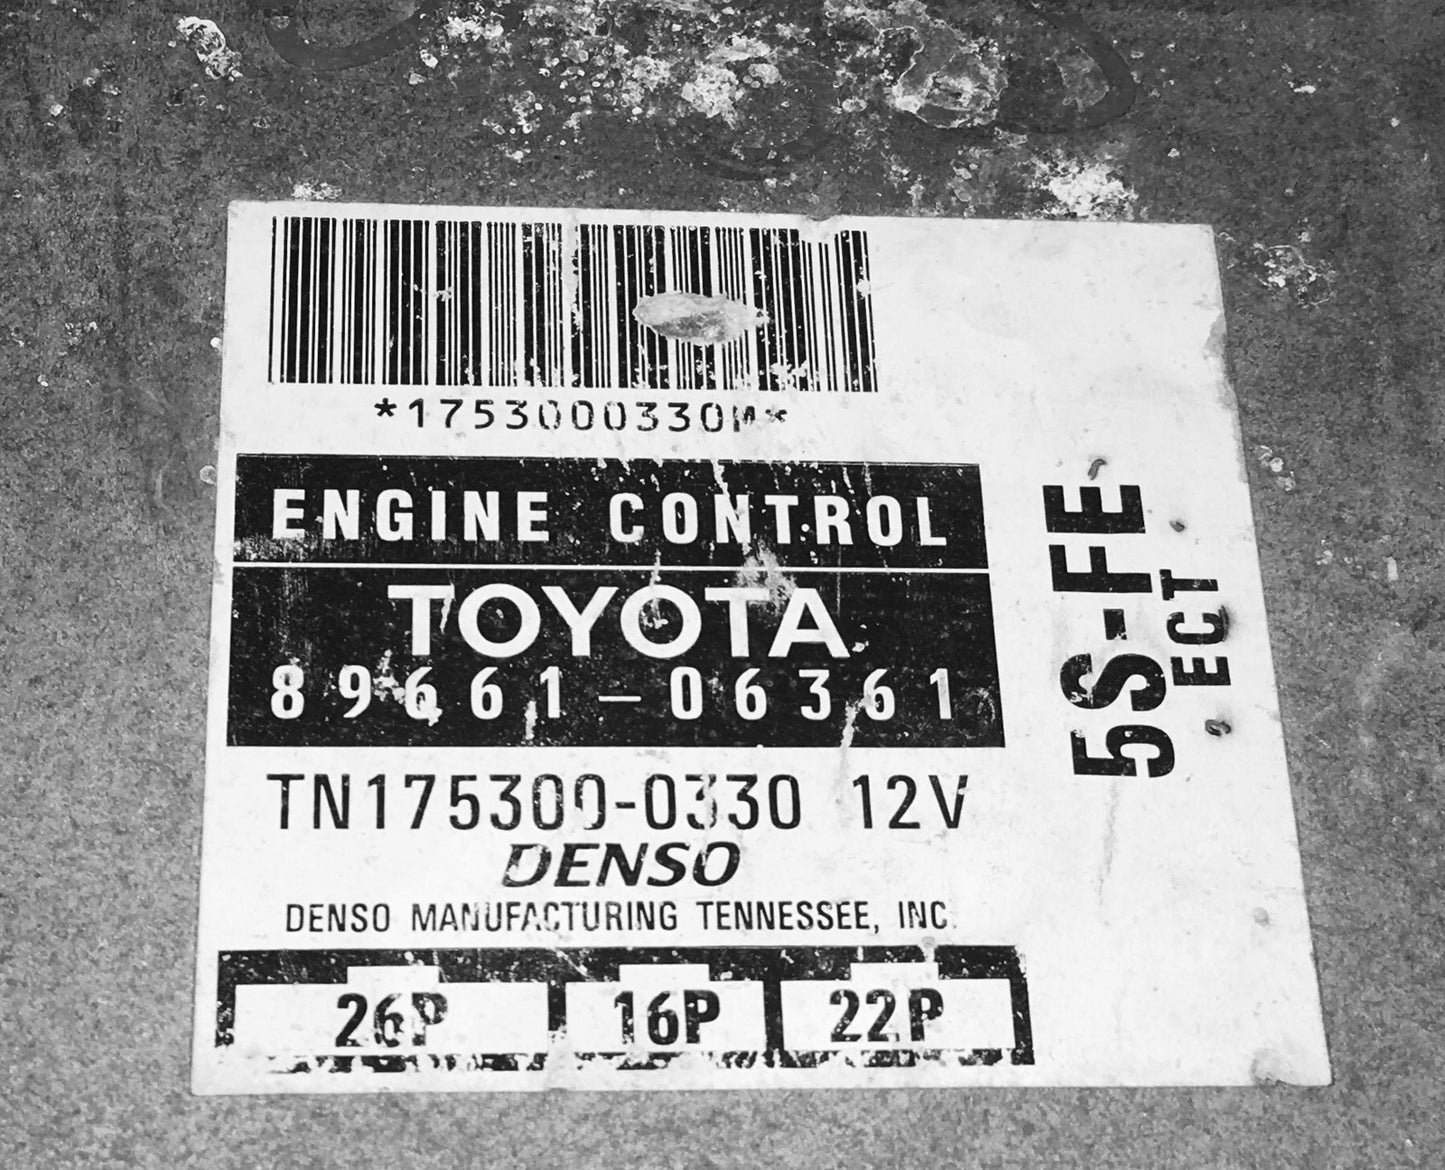 *1753000330M*
ENGINE CONTROL
TOYOTA
89661-06361
TN175300-0330 12V
DENSO
DENSO MANUFACTURING TENNESSEE, INC.
26P 16P 22P
5S-FE
ECT